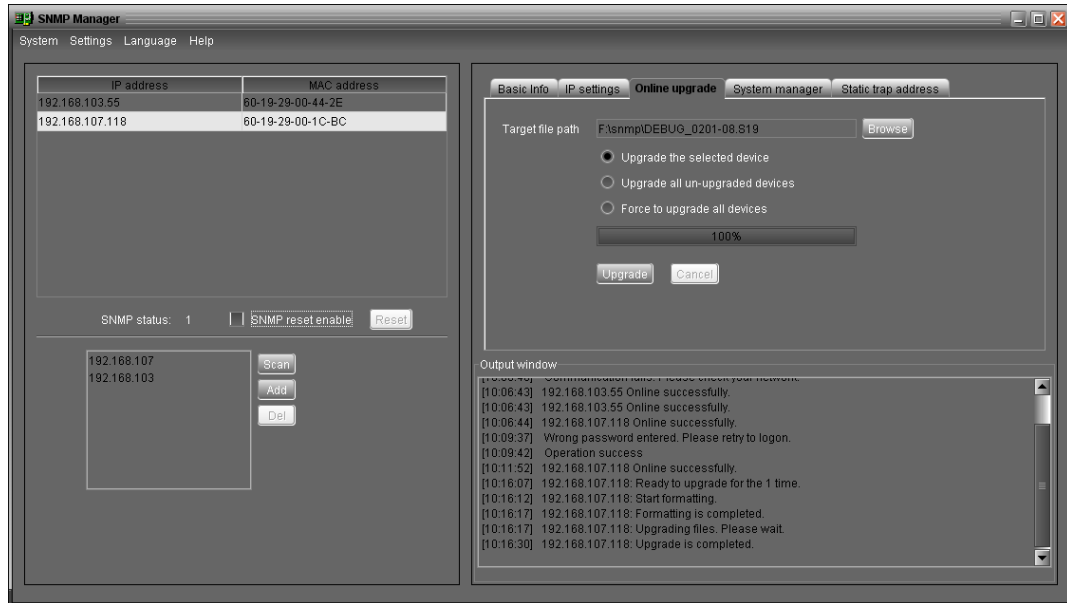 SNMP Manager
System Settings Language Help
IP address MAC address
192.168.103.55 60-19-29-00-44-2E
192.168.107.118 60-19-29-00-1C-BC
SNMP status: 1 SNMP reset enable Reset
192.168.107
192.168.103
Scan
Add
Del
Basic Info IP settings Online upgrade System manager Static trap address
Target file path F:\snmp\DEBUG_0201-08.S19 Browse
Upgrade the selected device
Upgrade all un-upgraded devices
Force to upgrade all devices
100%
Upgrade Cancel
Output window
Communication fails. Please check your network.
[10:06:43] 192.168.103.55 Online successfully.
[10:06:43] 192.168.103.55 Online successfully.
[10:06:44] 192.168.107.118 Online successfully.
[10:09:37] Wrong password entered. Please retry to logon.
[10:09:42] Operation success
[10:11:52] 192.168.107.118 Online successfully.
[10:16:07] 192.168.107.118: Ready to upgrade for the 1 time.
[10:16:12] 192.168.107.118: Start formatting.
[10:16:17] 192.168.107.118: Formatting is completed.
[10:16:17] 192.168.107.118: Upgrading files. Please wait.
[10:16:30] 192.168.107.118: Upgrade is completed.